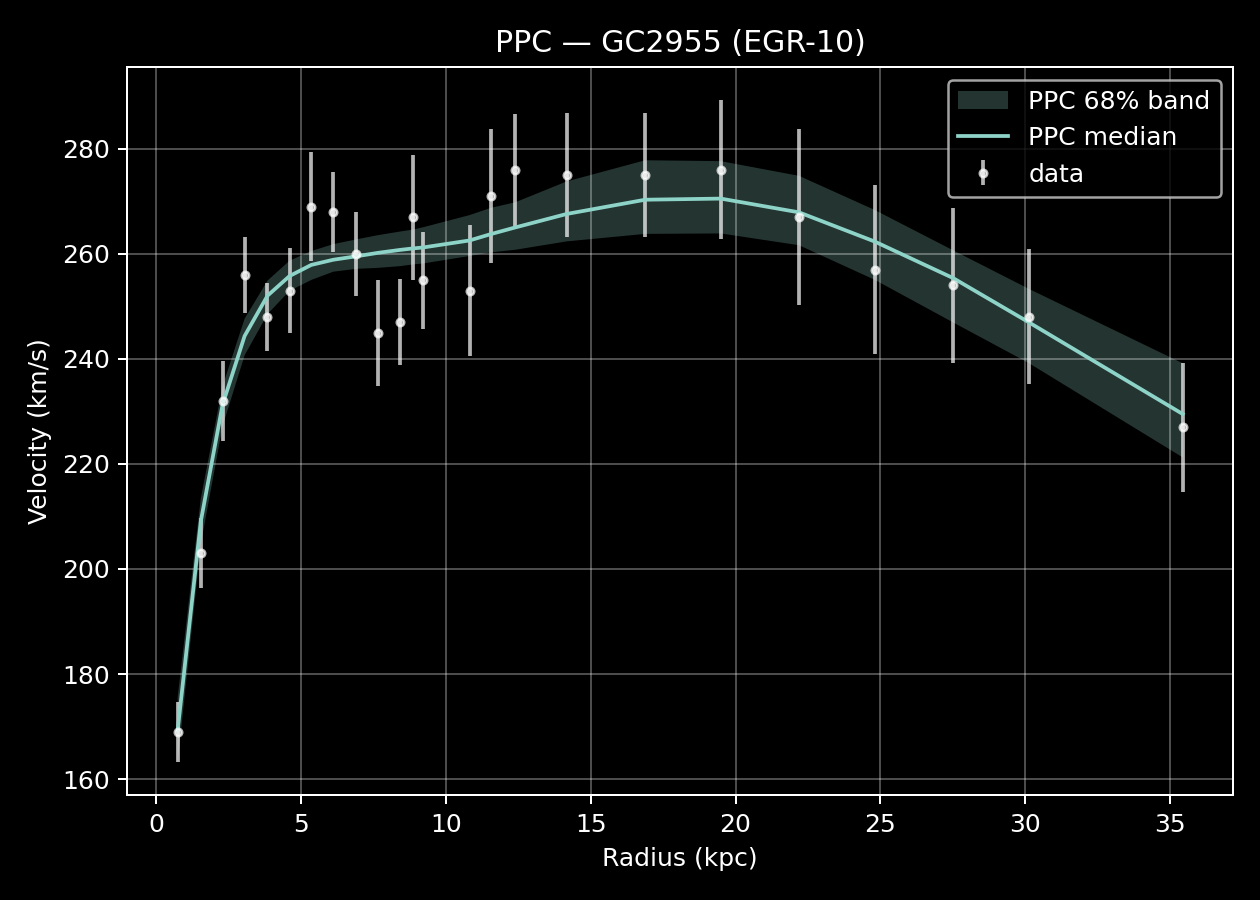 PPC — GC2955 (EGR-10)
PPC 68% band
PPC median
data
Velocity (km/s)
280
260
240
220
200
180
160
0 5 10 15 20 25 30 35
Radius (kpc)